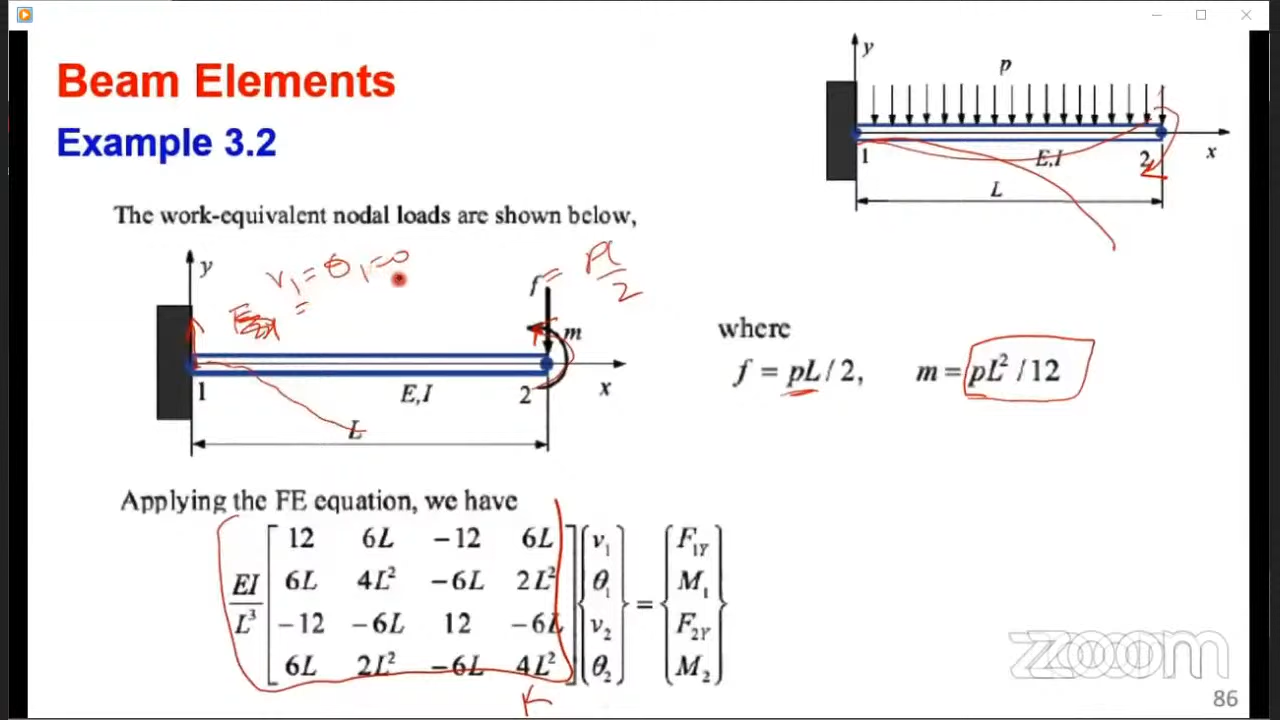 Beam Elements
Example 3.2
y
p
1
E,I
2
x
L
The work-equivalent nodal loads are shown below,
y
v₁ = θ₁ = 0
f = PL/2
m
1
E,I
2
x
L
where
f = pL / 2, m = pL² / 12
Applying the FE equation, we have
EI/L³ [ 12 6L −12 6L ] { v₁ } = { F₁Y }
6L 4L² −6L 2L² θ₁ M₁
−12 −6L 12 −6L v₂ F₂Y
6L 2L² −6L 4L² θ₂ M₂
K
zoom
86